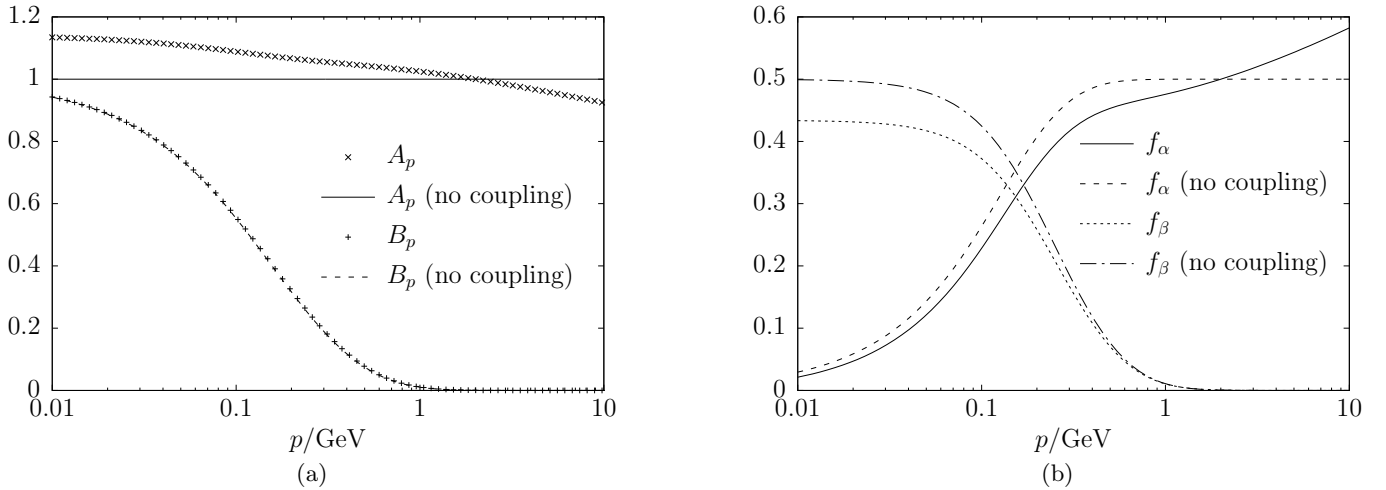 1.2
1
0.8
0.6
0.4
0.2
0
0.01
0.1
1
10
p/GeV
A_p
A_p (no coupling)
B_p
B_p (no coupling)
(a)
0.6
0.5
0.4
0.3
0.2
0.1
0
0.01
0.1
1
10
p/GeV
f_α
f_α (no coupling)
f_β
f_β (no coupling)
(b)